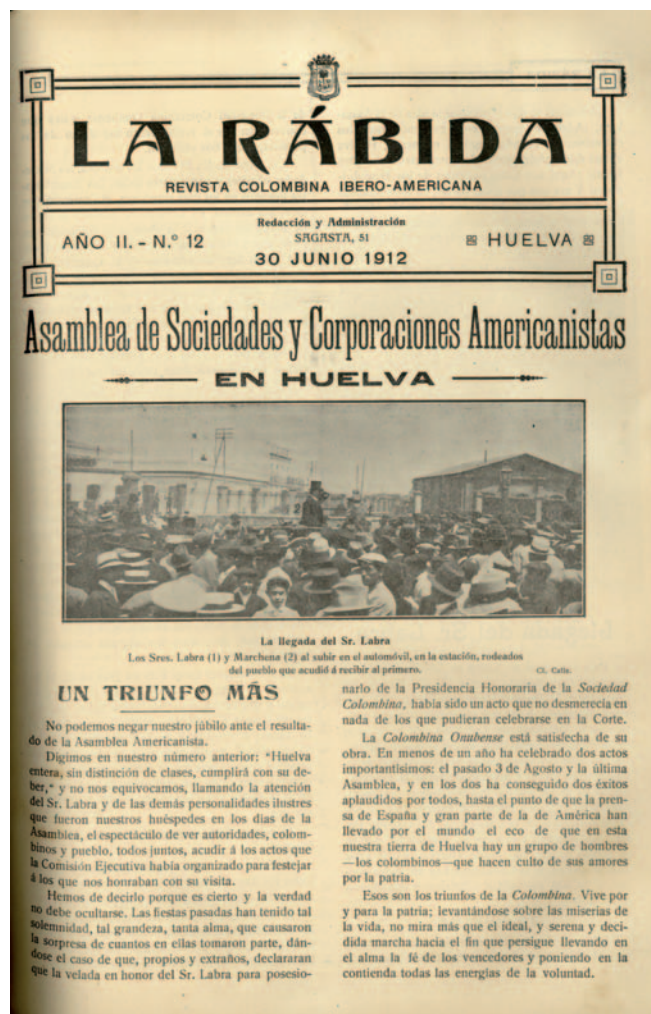 LA RÁBIDA
REVISTA COLOMBINA IBERO-AMERICANA
AÑO II. - N.º 12
Redacción y Administración
SAGASTA, 51
30 JUNIO 1912
HUELVA
Asamblea de Sociedades y Corporaciones Americanistas
EN HUELVA
La llegada del Sr. Labra
Los Sres. Labra (1) y Marchena (2) al subir en el automóvil, en la estación, rodeados
del pueblo que acudió á recibir al primero.
Cl. Calle.
UN TRIUNFO MÁS
No podemos negar nuestro júbilo ante el resulta-
do de la Asamblea Americanista.
Digimos en nuestro número anterior: "Huelva
entera, sin distinción de clases, cumplirá con su de-
ber," y no nos equivocamos, llamando la atención
del Sr. Labra y de las demás personalidades ilustres
que fueron nuestros huéspedes en los días de la
Asamblea, el espectáculo de ver autoridades, colom-
binos y pueblo, todos juntos, acudir á los actos que
la Comisión Ejecutiva había organizado para festejar
á los que nos honraban con su visita.
Hemos de decirlo porque es cierto y la verdad
no debe ocultarse. Las fiestas pasadas han tenido tal
solemnidad, tal grandeza, tanta alma, que causaron
la sorpresa de cuantos en ellas tomaron parte, dán-
dose el caso de que, propios y extraños, declararan
que la velada en honor del Sr. Labra para posesio-
narlo de la Presidencia Honoraria de la Sociedad
Colombina, había sido un acto que no desmerecía en
nada de los que pudieran celebrarse en la Corte.
La Colombina Onubense está satisfecha de su
obra. En menos de un año ha celebrado dos actos
importantísimos: el pasado 3 de Agosto y la última
Asamblea, y en los dos ha conseguido dos éxitos
aplaudidos por todos, hasta el punto de que la pren-
sa de España y gran parte de la de América han
llevado por el mundo el eco de que en esta
nuestra tierra de Huelva hay un grupo de hombres
—los colombinos—que hacen culto de sus amores
por la patria.
Esos son los triunfos de la Colombina. Vive por
y para la patria; levantándose sobre las miserias de
la vida, no mira más que el ideal, y serena y deci-
dida marcha hacia el fin que persigue llevando en
el alma la fé de los vencedores y poniendo en la
contienda todas las energías de la voluntad.